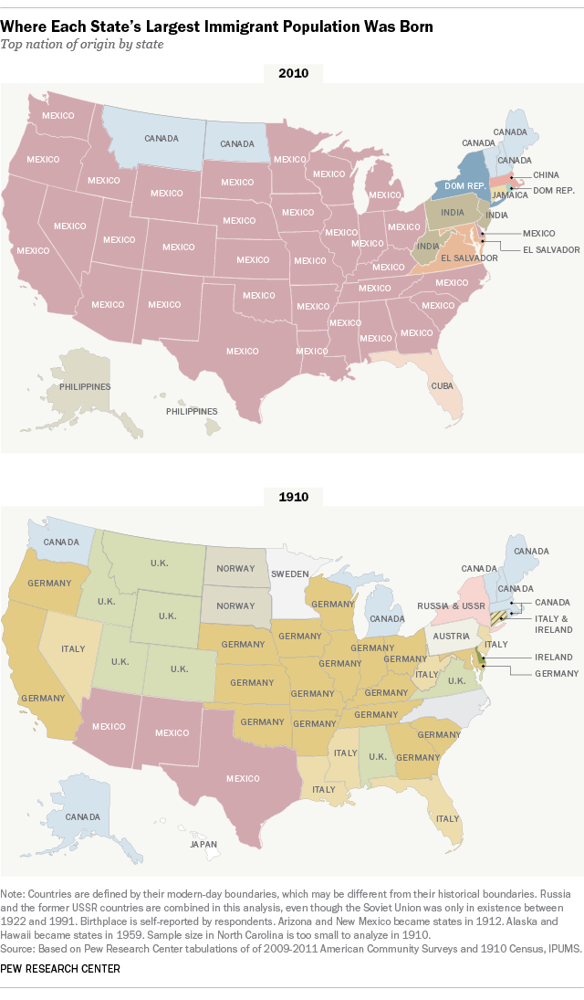 Where Each State's Largest Immigrant Population Was Born
Top nation of origin by state
2010
MEXICO
CANADA
CANADA
MEXICO
MEXICO
CANADA
CANADA
CANADA
MEXICO
MEXICO
MEXICO
MEXICO
MEXICO
CHINA
DOM REP.
DOM REP.
JAMAICA
MEXICO
MEXICO
MEXICO
INDIA
INDIA
MEXICO
MEXICO
MEXICO
MEXICO
MEXICO
MEXICO
MEXICO
MEXICO
MEXICO
INDIA
EL SALVADOR
MEXICO
EL SALVADOR
MEXICO
MEXICO
MEXICO
MEXICO
MEXICO
MEXICO
MEXICO
MEXICO
MEXICO
MEXICO
MEXICO
MEXICO
MEXICO
MEXICO
PHILIPPINES
PHILIPPINES
CUBA
1910
CANADA
U.K.
NORWAY
SWEDEN
CANADA
CANADA
CANADA
GERMANY
U.K.
U.K.
NORWAY
GERMANY
CANADA
RUSSIA & USSR
CANADA
ITALY &
IRELAND
ITALY
GERMANY
GERMANY
GERMANY
AUSTRIA
ITALY
U.K.
U.K.
GERMANY
GERMANY
GERMANY
ITALY
IRELAND
GERMANY
U.K.
GERMANY
GERMANY
GERMANY
GERMANY
GERMANY
MEXICO
MEXICO
GERMANY
GERMANY
GERMANY
ITALY
U.K.
GERMANY
MEXICO
ITALY
ITALY
CANADA
JAPAN
Note: Countries are defined by their modern-day boundaries, which may be different from their historical boundaries. Russia
and the former USSR countries are combined in this analysis, even though the Soviet Union was only in existence between
1922 and 1991. Birthplace is self-reported by respondents. Arizona and New Mexico became states in 1912. Alaska and
Hawaii became states in 1959. Sample size in North Carolina is too small to analyze in 1910.
Source: Based on Pew Research Center tabulations of of 2009-2011 American Community Surveys and 1910 Census, IPUMS.
PEW RESEARCH CENTER